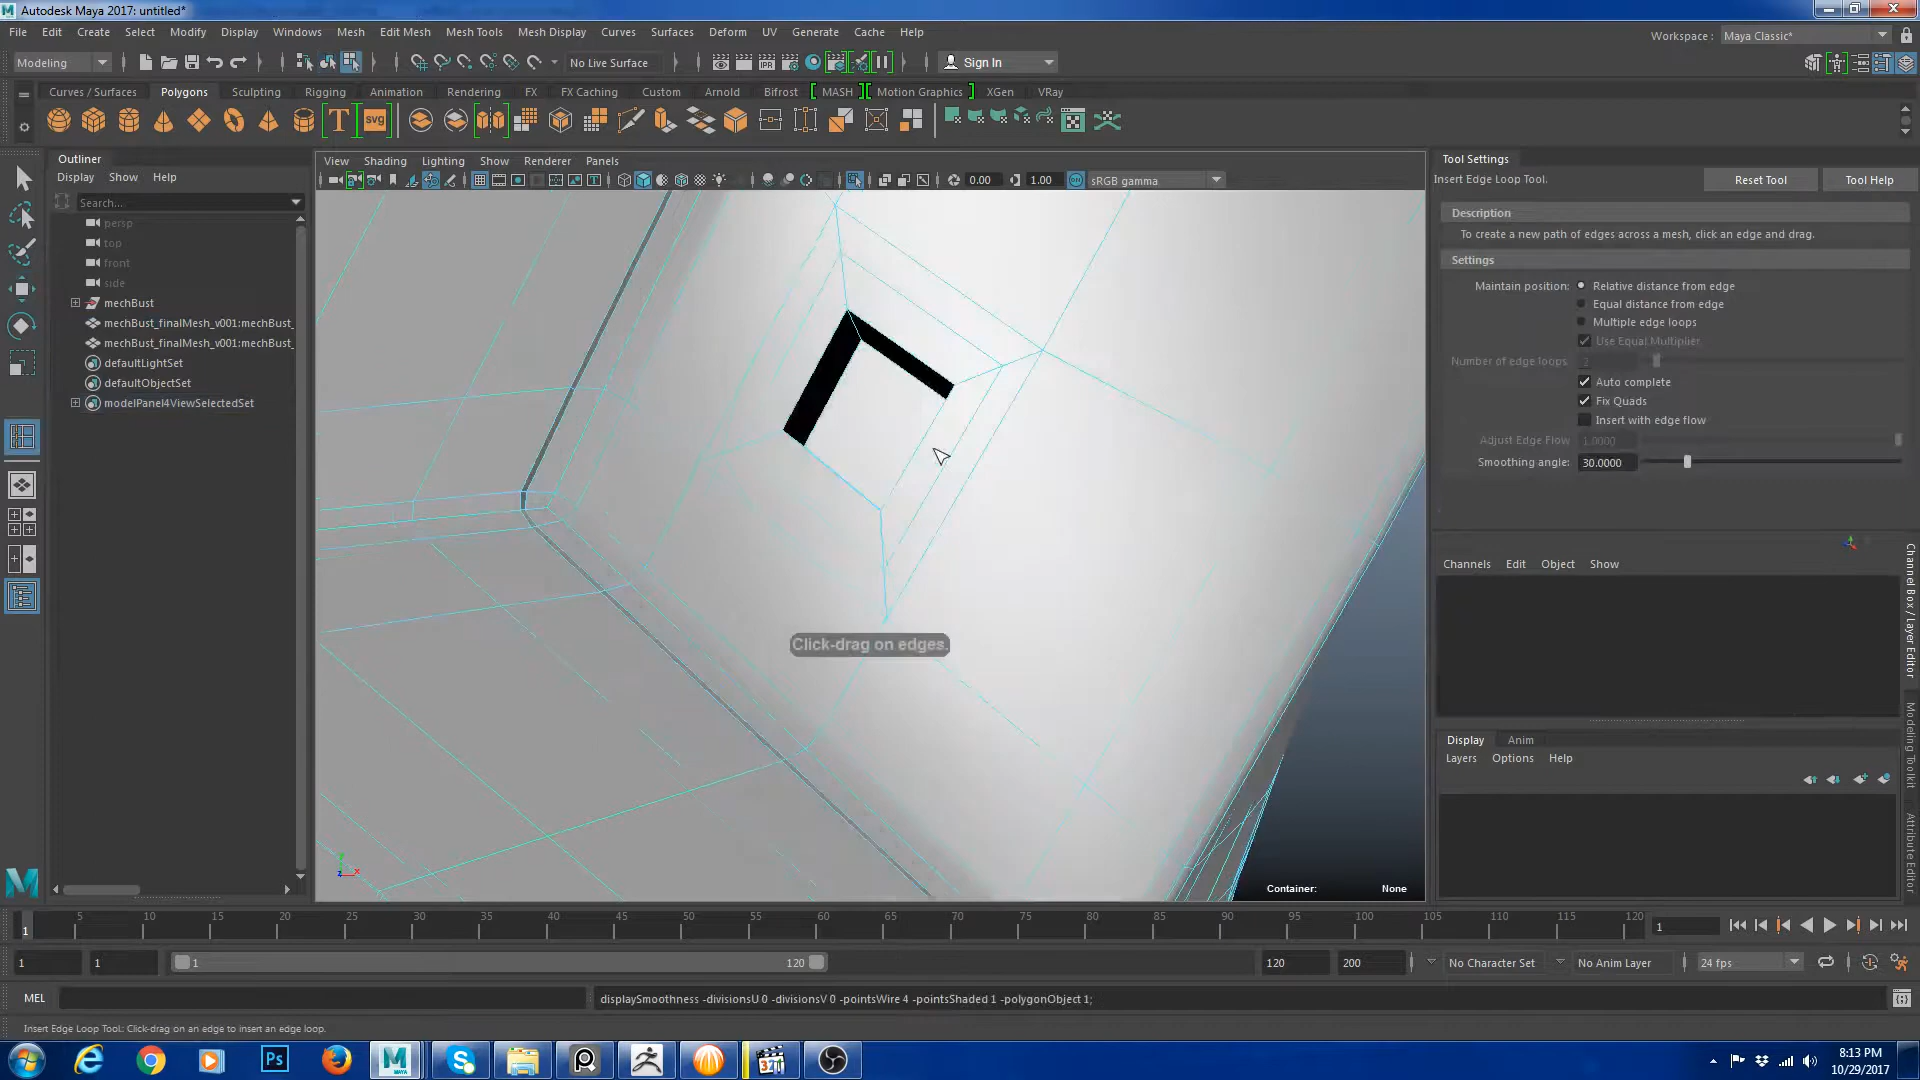 Autodesk Maya 2017: untitled*
File Edit Create Select Modify Display Windows Mesh Edit Mesh Mesh Tools Mesh Display Curves Surfaces Deform UV Generate Cache Help
Workspace : Maya Classic*
Modeling No Live Surface Sign In
Curves / Surfaces Polygons Sculpting Rigging Animation Rendering FX FX Caching Custom Arnold Bifrost MASH Motion Graphics XGen VRay
T svg
Outliner
Display Show Help
Search...
persp
top
front
side
mechBust
mechBust_finalMesh_v001:mechBust_
mechBust_finalMesh_v001:mechBust_
defaultLightSet
defaultObjectSet
modelPanel4ViewSelectedSet
View Shading Lighting Show Renderer Panels
0.00 1.00 sRGB gamma
Click-drag on edges.
Container: None
Tool Settings
Insert Edge Loop Tool. Reset Tool Tool Help
Description
To create a new path of edges across a mesh, click an edge and drag.
Settings
Maintain position: Relative distance from edge
Equal distance from edge
Multiple edge loops
Use Equal Multiplier
Number of edge loops 2
Auto complete
Fix Quads
Insert with edge flow
Adjust Edge Flow 1.0000
Smoothing angle: 30.0000
Channels Edit Object Show
Channel Box / Layer Editor
Modeling Toolkit
Attribute Editor
Display Anim
Layers Options Help
1 5 10 15 20 25 30 35 40 45 50 55 60 65 70 75 80 85 90 95 100 105 110 115 120 1
1 1 1 120 120 200 No Character Set No Anim Layer 24 fps
MEL displaySmoothness -divisionsU 0 -divisionsV 0 -pointsWire 4 -pointsShaded 1 -polygonObject 1;
Insert Edge Loop Tool: Click-drag on an edge to insert an edge loop.
8:13 PM
10/29/2017